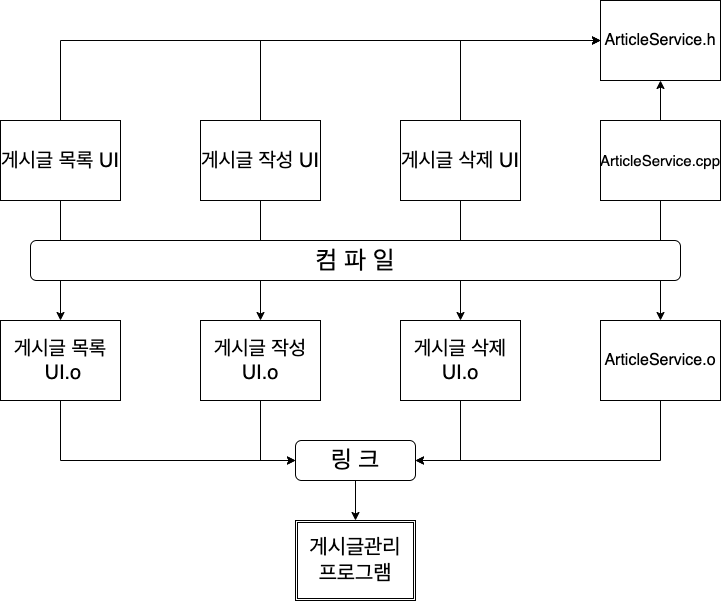 ArticleService.h
게시글 목록 UI
게시글 작성 UI
게시글 삭제 UI
ArticleService.cpp
컴 파 일
게시글 목록
UI.o
게시글 작성
UI.o
게시글 삭제
UI.o
ArticleService.o
링 크
게시글관리
프로그램